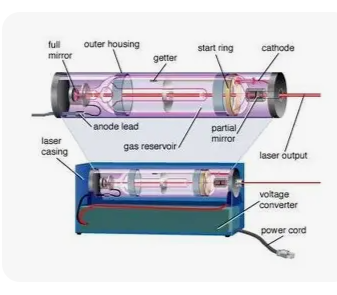 full
mirror
outer housing
getter
start ring
cathode
anode lead
gas reservoir
partial
mirror
laser output
laser
casing
voltage
converter
power cord